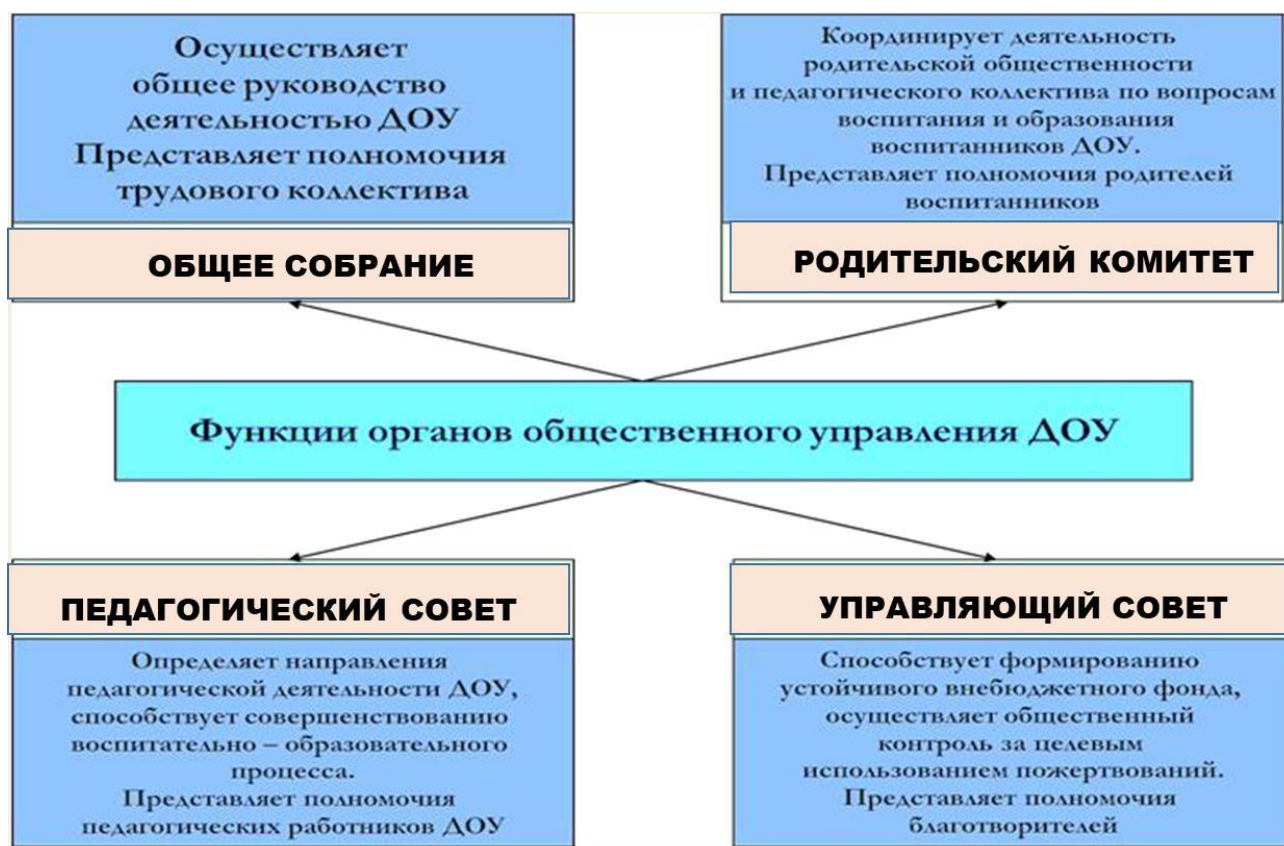 Осуществляет
общее руководство
деятельностью ДОУ
Представляет полномочия
трудового коллектива
ОБЩЕЕ СОБРАНИЕ
Координирует деятельность
родительской общественности
и педагогического коллектива по вопросам
воспитания и образования
воспитанников ДОУ.
Представляет полномочия родителей
воспитанников
РОДИТЕЛЬСКИЙ КОМИТЕТ
Функции органов общественного управления ДОУ
ПЕДАГОГИЧЕСКИЙ СОВЕТ
Определяет направления
педагогической деятельности ДОУ,
способствует совершенствованию
воспитательно – образовательного
процесса.
Представляет полномочия
педагогических работников ДОУ
УПРАВЛЯЮЩИЙ СОВЕТ
Способствует формированию
устойчивого внебюджетного фонда,
осуществляет общественный
контроль за целевым
использованием пожертвований.
Представляет полномочия
благотворителей